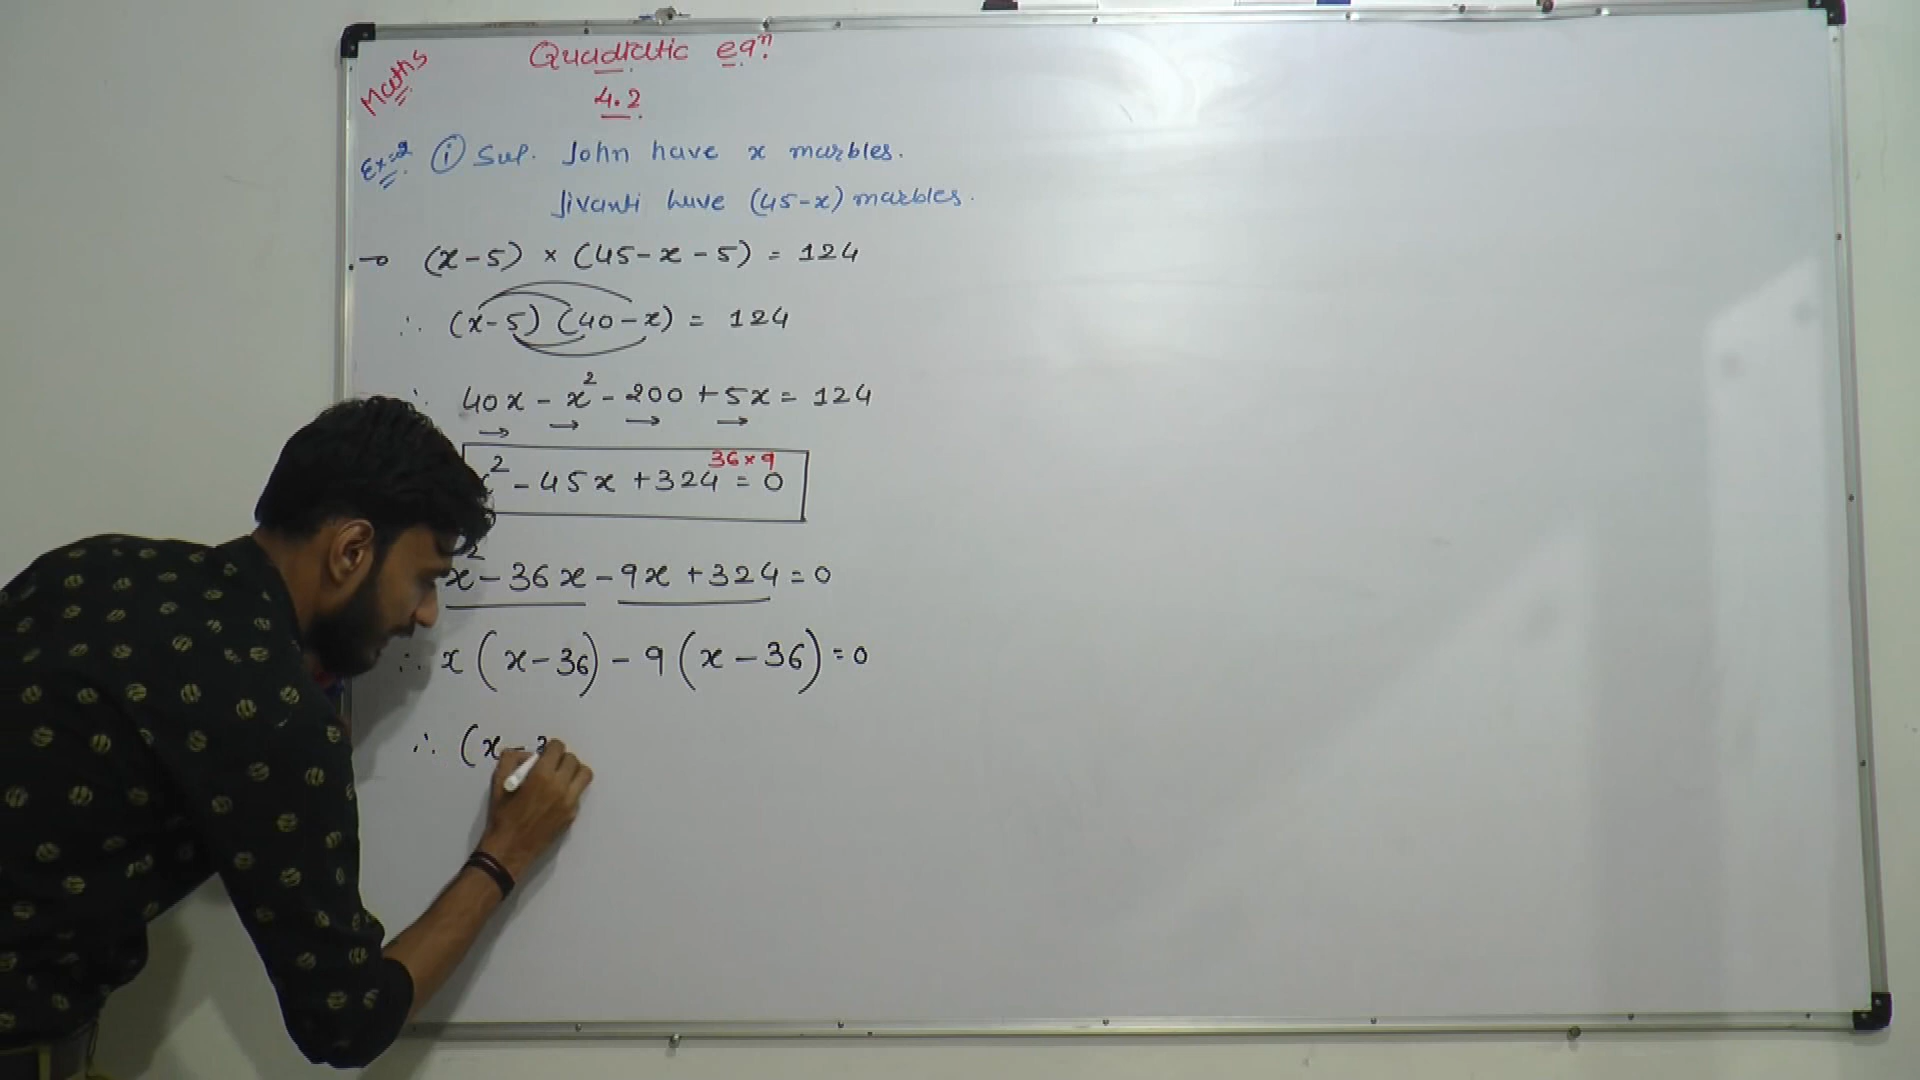 Maths
Quadratic eqⁿ.
4.2
Ex=2 (i) Sup. John have x marbles.
Jivanti have (45-x) marbles.
(x-5) × (45-x-5) = 124
∴ (x-5) (40-x) = 124
∴ 40x - x² - 200 + 5x = 124
36×9
x² - 45x + 324 = 0
x² - 36x - 9x + 324 = 0
∴ x (x-36) - 9 (x-36) = 0
∴ (x-3